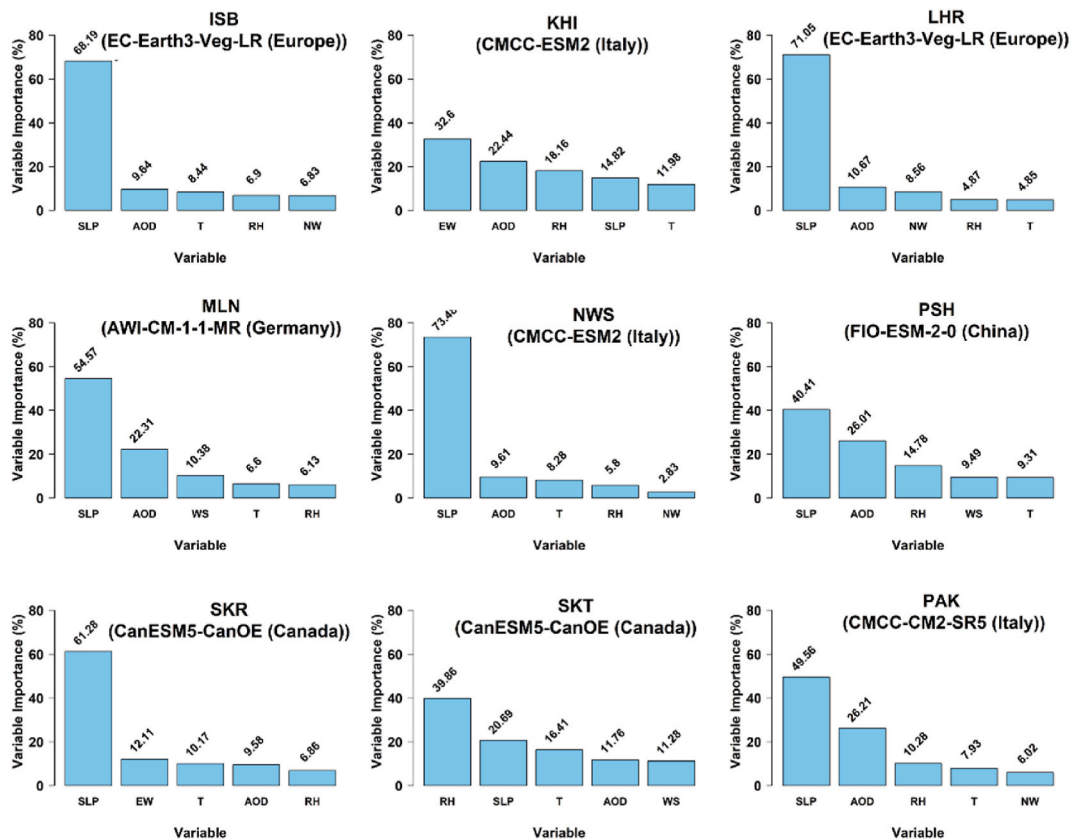 ISB
(EC-Earth3-Veg-LR (Europe))
Variable Importance (%)
80
60
40
20
0
68.19
9.64
8.44
6.9
6.83
SLP AOD T RH NW
Variable
KHI
(CMCC-ESM2 (Italy))
Variable Importance (%)
80
60
40
20
0
32.6
22.44
18.16
14.82
11.98
EW AOD RH SLP T
Variable
LHR
(EC-Earth3-Veg-LR (Europe))
Variable Importance (%)
80
60
40
20
0
71.05
10.67
8.56
4.87
4.85
SLP AOD NW RH T
Variable
MLN
(AWI-CM-1-1-MR (Germany))
Variable Importance (%)
80
60
40
20
0
54.57
22.31
10.38
6.6
6.13
SLP AOD WS T RH
Variable
NWS
(CMCC-ESM2 (Italy))
Variable Importance (%)
80
60
40
20
0
9.61
8.28
5.8
2.83
SLP AOD T RH NW
Variable
PSH
(FIO-ESM-2-0 (China))
Variable Importance (%)
80
60
40
20
0
40.41
26.01
14.78
9.49
9.31
SLP AOD RH WS T
Variable
SKR
(CanESM5-CanOE (Canada))
Variable Importance (%)
80
60
40
20
0
61.28
12.11
10.17
9.58
6.86
SLP EW T AOD RH
Variable
SKT
(CanESM5-CanOE (Canada))
Variable Importance (%)
80
60
40
20
0
39.86
20.69
16.41
11.76
11.28
RH SLP T AOD WS
Variable
PAK
(CMCC-CM2-SR5 (Italy))
Variable Importance (%)
80
60
40
20
0
49.56
26.21
10.28
7.93
6.02
SLP AOD RH T NW
Variable